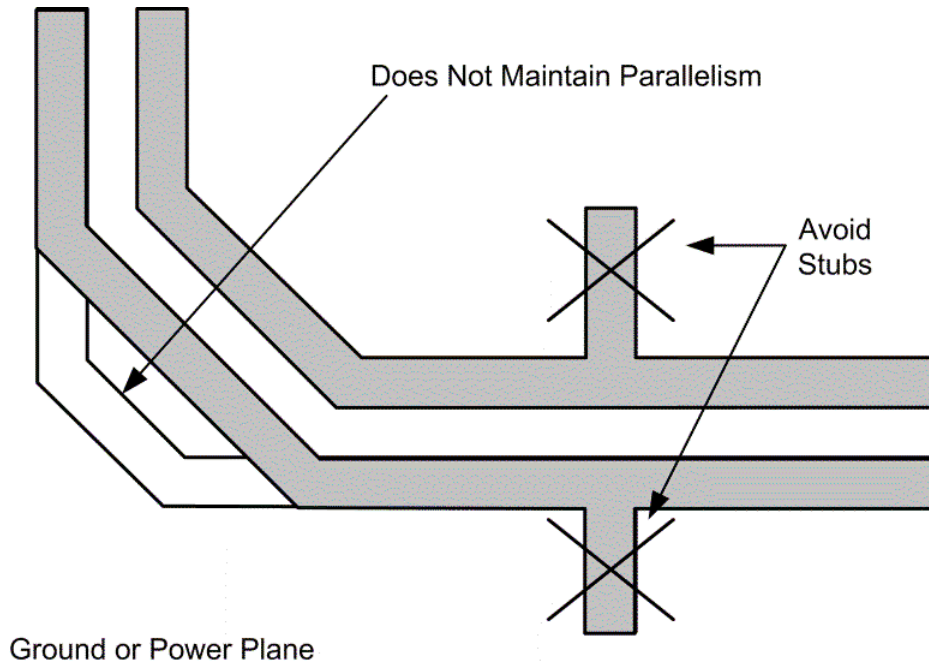 Does Not Maintain Parallelism
Avoid
Stubs
Ground or Power Plane